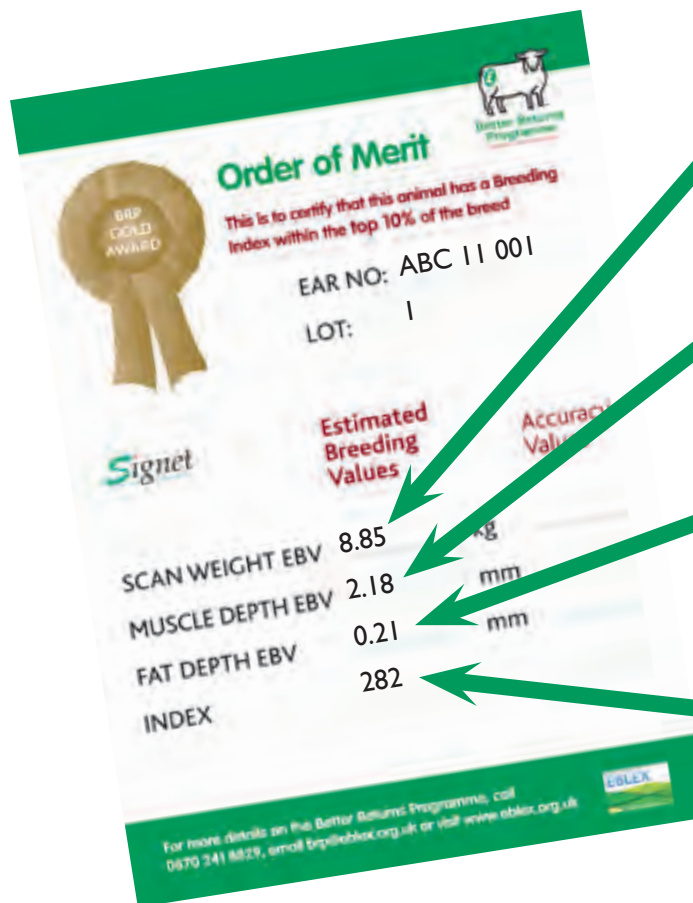 Better Returns
Programme
Order of Merit
BRP
GOLD
AWARD
This is to certify that this animal has a Breeding
Index within the top 10% of the breed
EAR NO: ABC 11 001
LOT: 1
Signet
Estimated
Breeding
Values
Accuracy
SCAN WEIGHT EBV 8.85 kg
MUSCLE DEPTH EBV 2.18 mm
FAT DEPTH EBV 0.21 mm
INDEX 282
For more details on the Better Returns Programme, call
0870 241 8829, email brp@eblex.org.uk or visit www.eblex.org.uk
EBLEX